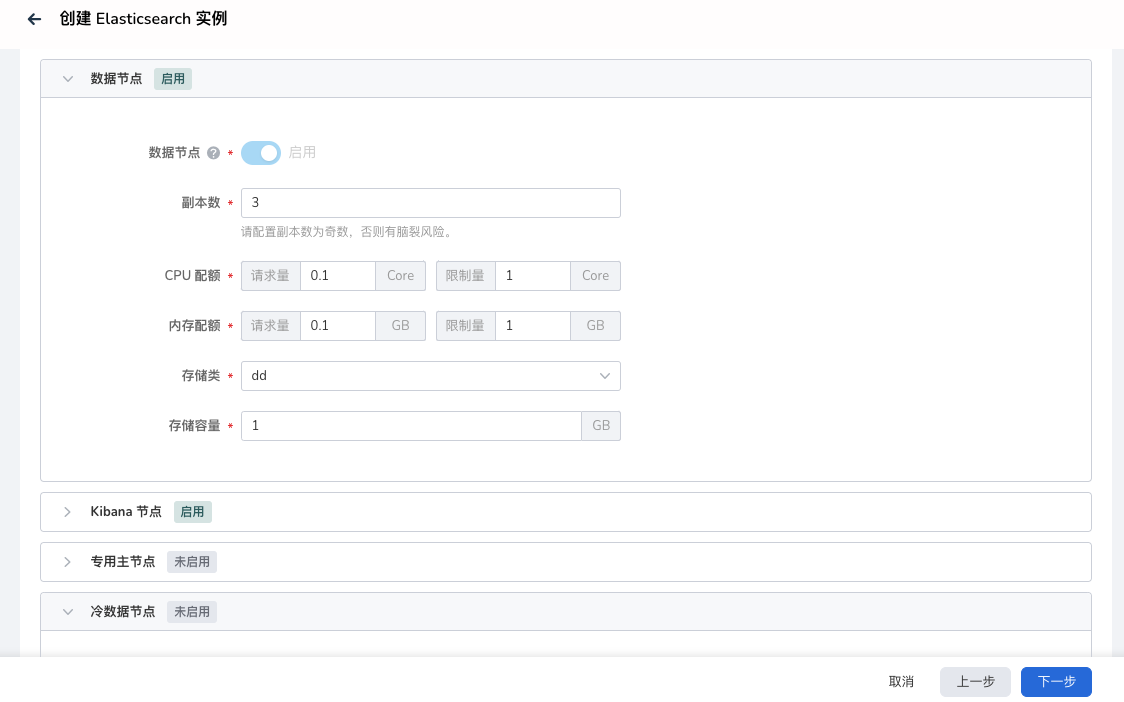 创建 Elasticsearch 实例
数据节点 启用
数据节点 ? * 启用
副本数 * 3
请配置副本数为奇数，否则有脑裂风险。
CPU 配额 * 请求量 0.1 Core 限制量 1 Core
内存配额 * 请求量 0.1 GB 限制量 1 GB
存储类 * dd
存储容量 * 1 GB
Kibana 节点 启用
专用主节点 未启用
冷数据节点 未启用
取消 上一步 下一步